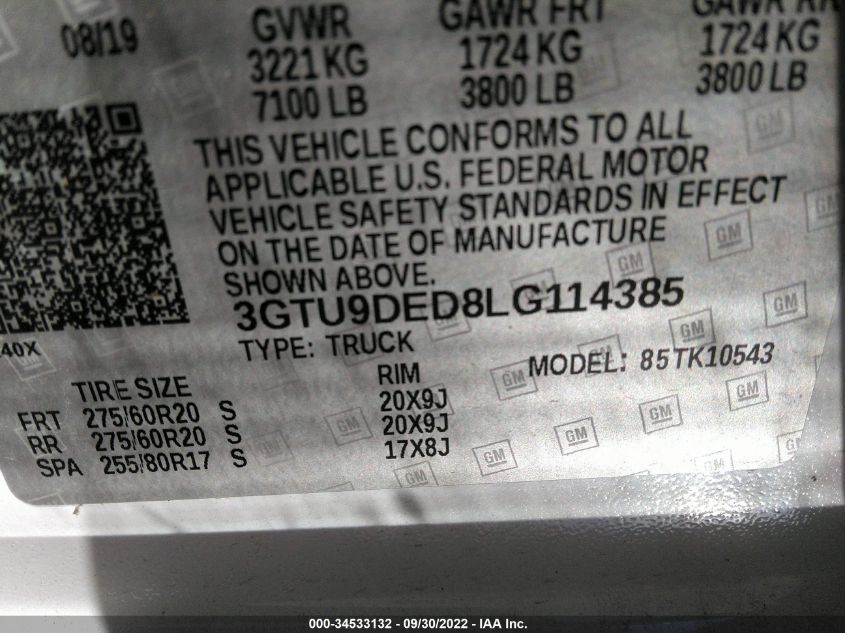 08/19 GVWR GAWR FRT GAWR RR
3221 KG 1724 KG 1724 KG
7100 LB 3800 LB 3800 LB
THIS VEHICLE CONFORMS TO ALL
APPLICABLE U.S. FEDERAL MOTOR
VEHICLE SAFETY STANDARDS IN EFFECT
ON THE DATE OF MANUFACTURE
SHOWN ABOVE.
3GTU9DED8LG114385
40X TYPE: TRUCK MODEL: 85TK10543
TIRE SIZE RIM
FRT 275/60R20 S 20X9J
RR 275/60R20 S 20X9J
SPA 255/80R17 S 17X8J
GM
000-34533132 - 09/30/2022 - IAA Inc.